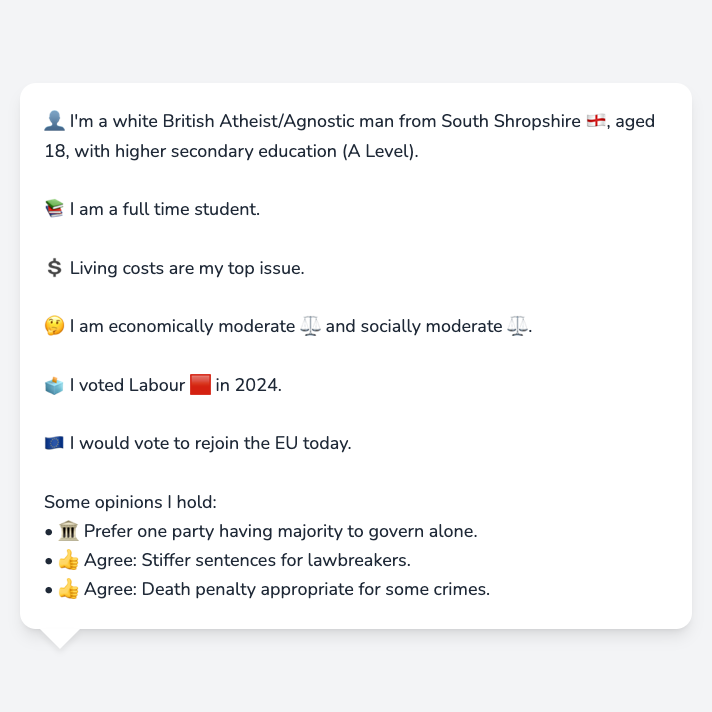 👤 I'm a white British Atheist/Agnostic man from South Shropshire 🏴󠁧󠁢󠁥󠁮󠁧󠁿, aged
18, with higher secondary education (A Level).
📚 I am a full time student.
💲 Living costs are my top issue.
🤔 I am economically moderate ⚖️ and socially moderate ⚖️.
🗳️ I voted Labour 🟥 in 2024.
🇪🇺 I would vote to rejoin the EU today.
Some opinions I hold:
• 🏛️ Prefer one party having majority to govern alone.
• 👍 Agree: Stiffer sentences for lawbreakers.
• 👍 Agree: Death penalty appropriate for some crimes.